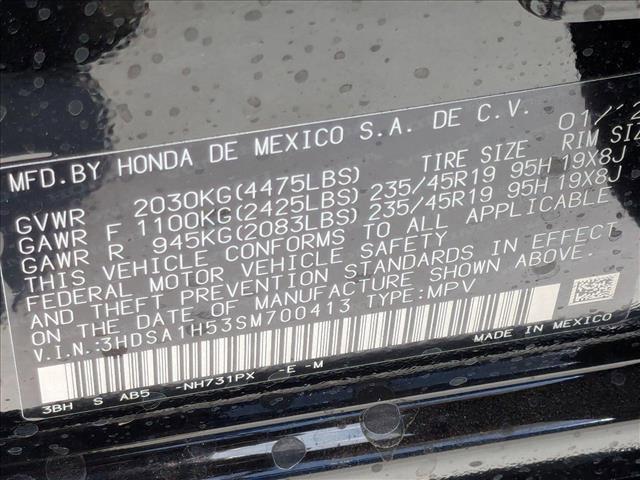 MFD.BY HONDA DE MEXICO S.A. DE C.V. 01/
TIRE SIZE RIM SIZ
GVWR 2030KG(4475LBS)
GAWR F 1100KG(2425LBS) 235/45R19 95H 19X8J
GAWR R 945KG(2083LBS) 235/45R19 95H 19X8J
THIS VEHICLE CONFORMS TO ALL APPLICABLE
FEDERAL MOTOR VEHICLE SAFETY
AND THEFT PREVENTION STANDARDS IN EFFECT
ON THE DATE OF MANUFACTURE SHOWN ABOVE.
V.I.N.:3HDSA1H53SM700413 TYPE:MPV
3BH S AB5 -NH731PX -E -M
MADE IN MEXICO